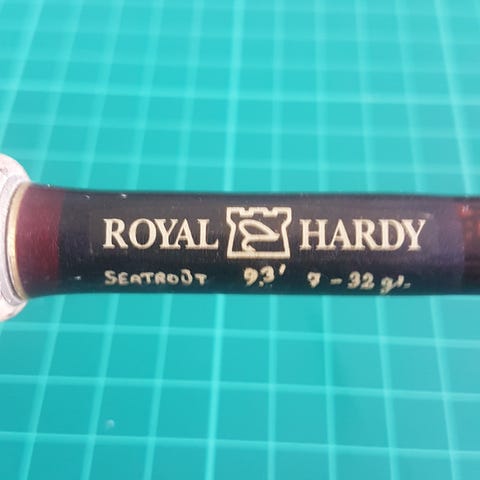 ROYAL HARDY
SEATROUT 9.3' 7 - 32 gr.